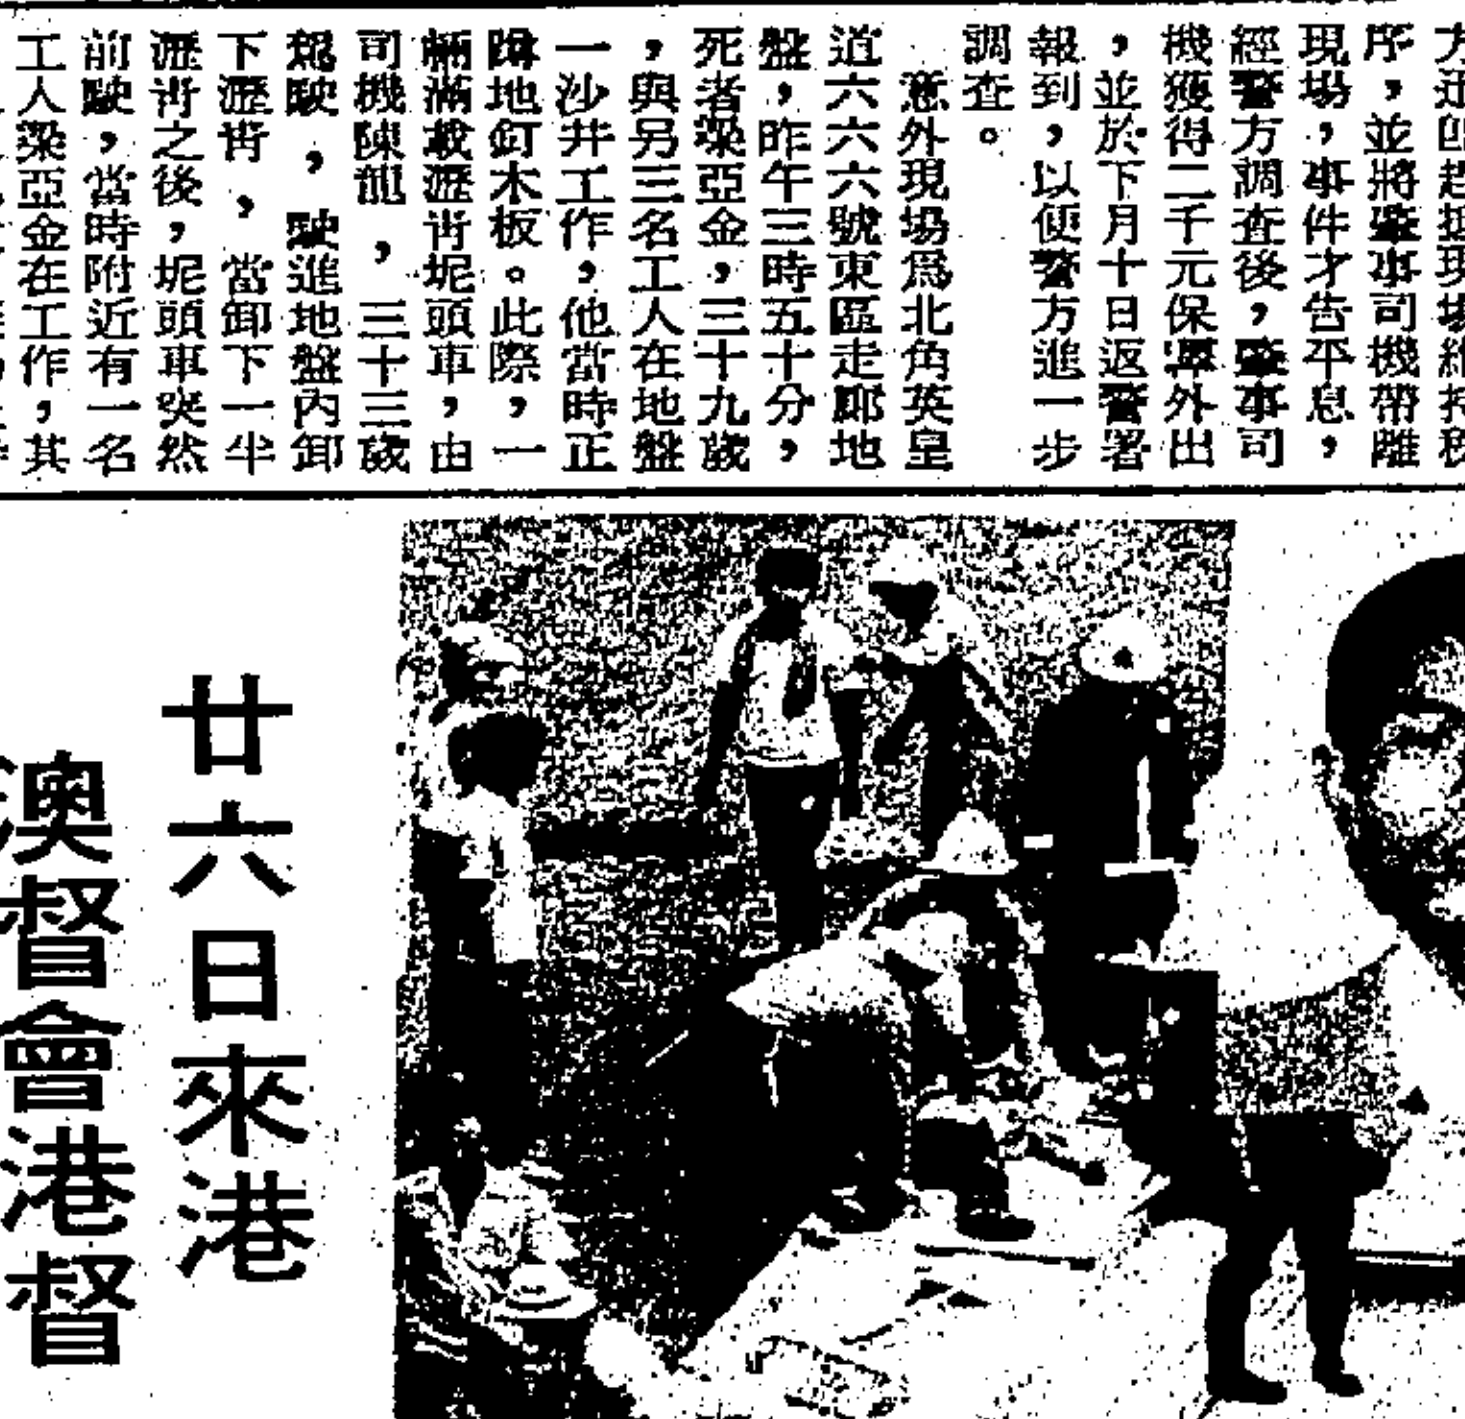 方迅
序，並將肇事司機帶離
現場，事件才告平息，
經警方調查後，肇事司
機獲得二千元保單外出
，並於下月十日返警署
報到，以便警方進一步
調查。
意外現場爲北角英皇
道六六六號東區走廊地
盤，昨午三時五十分，
死者梁亞金，三十九歲
，與另三名工人在地盤
一沙井工作，他當時正
蹲地釘木板。此際，一
輛滿載瀝青坭頭車，由
司機陳龍，三十三歲
駕駛，駛進地盤內卸
下瀝青，當卸下一半
瀝青之後，坭頭車突然
前駛，當時附近有一名
工人梁亞金在工作，其
廿六日來港
澳督會港督